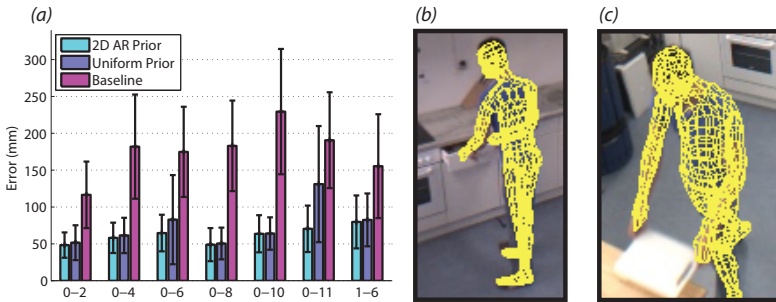 (a)
(b)
(c)
2D AR Prior
Uniform Prior
Baseline
Error (mm)
300
250
200
150
100
50
0
0−2
0−4
0−6
0−8
0−10
0−11
1−6